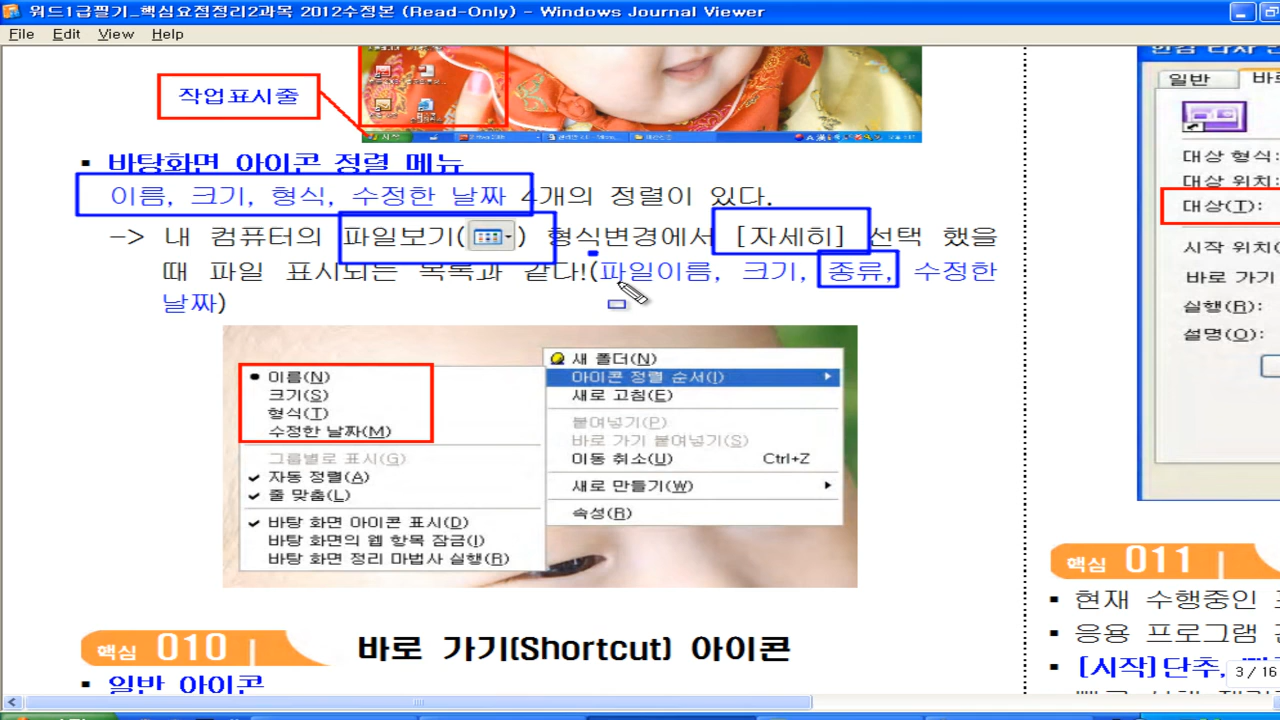 워드1급필기_핵심요점정리2과목 2012수정본 (Read-Only) - Windows Journal Viewer
File Edit View Help
작업표시줄
바탕화면 아이콘 정렬 메뉴
이름, 크기, 형식, 수정한 날짜 4개의 정렬이 있다.
-> 내 컴퓨터의 파일보기( ) 형식변경에서 [자세히] 선택 했을
때 파일 표시되는 목록과 같다!(파일이름, 크기, 종류, 수정한
날짜)
이름(N)
크기(S)
형식(T)
수정한 날짜(M)
그룹별로 표시(G)
자동 정렬(A)
줄 맞춤(L)
바탕 화면 아이콘 표시(D)
바탕 화면의 웹 항목 잠금(I)
바탕 화면 정리 마법사 실행(R)
새 폴더(N)
아이콘 정렬 순서(I)
새로 고침(E)
붙여넣기(P)
바로 가기 붙여넣기(S)
이동 취소(U) Ctrl+Z
새로 만들기(W)
속성(R)
핵심 010 바로 가기(Shortcut) 아이콘
일반 아이콘
일반
대상 형식:
대상 위치:
대상(T):
시작 위치
바로 가기
실행(R):
설명(O):
핵심 011
현재 수행중인
응용 프로그램
[시작]단추,
3 / 16